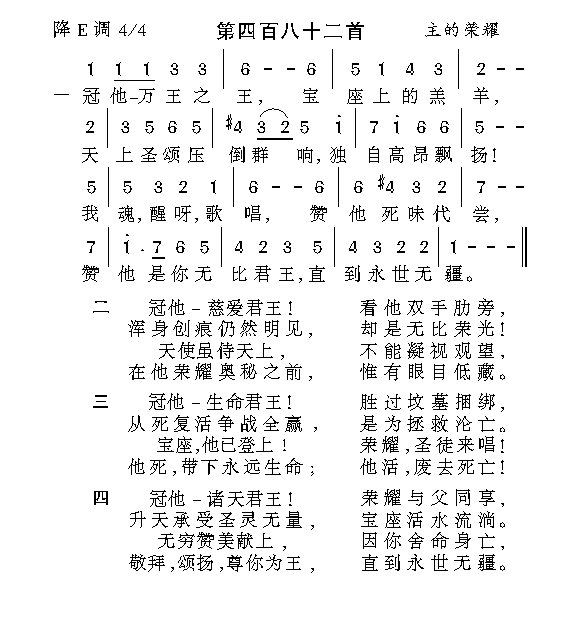 降E调 4/4 第四百八十二首 主的荣耀
1 | 1 1 3 3 | 6 - - 6 | 5 1 4 3 | 2 - -
一 冠 他-万 王 之 王, 宝 座 上 的 羔 羊,
2 | 3 5 6 5 | #4 3 2 5 i | 7 i 6 6 | 5 - -
天 上 圣 颂 压 倒 群 响, 独 自 高 昂 飘 扬!
5 | 5 3 2 1 | 6 - - 6 | 6 #4 3 2 | 7 - -
我 魂, 醒 呀, 歌 唱, 赞 他 死 味 代 尝,
7 | i . 7 6 5 | 4 2 3 5 | 4 3 2 2 | 1 - - -
赞 他 是 你 无 比 君 王, 直 到 永 世 无 疆。
二 冠他-慈爱君王! 看他双手肋旁,
浑身创痕仍然明见, 却是无比荣光!
天使虽侍天上, 不能凝视观望,
在他荣耀奥秘之前, 惟有眼目低藏。
三 冠他-生命君王! 胜过坟墓捆绑,
从死复活争战全赢, 是为拯救沦亡。
宝座,他已登上! 荣耀,圣徒来唱!
他死,带下永远生命; 他活,废去死亡!
四 冠他-诸天君王! 荣耀与父同享,
升天承受圣灵无量, 宝座活水流淌。
无穷赞美献上, 因你舍命身亡,
敬拜,颂扬,尊你为王, 直到永世无疆。